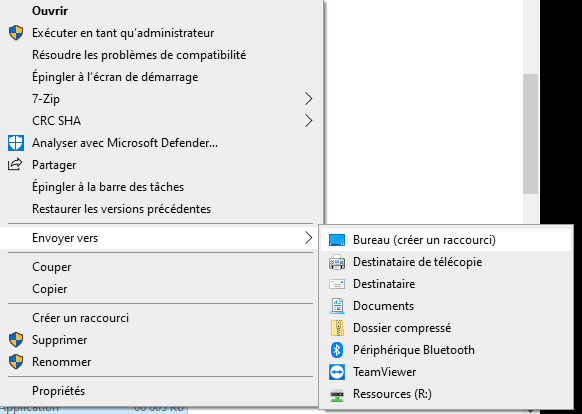 Ouvrir
Exécuter en tant qu'administrateur
Résoudre les problèmes de compatibilité
Épingler à l'écran de démarrage
7-Zip
CRC SHA
Analyser avec Microsoft Defender...
Partager
Épingler à la barre des tâches
Restaurer les versions précédentes
Envoyer vers
Couper
Copier
Créer un raccourci
Supprimer
Renommer
Propriétés
Bureau (créer un raccourci)
Destinataire de télécopie
Destinataire
Documents
Dossier compressé
Périphérique Bluetooth
TeamViewer
Ressources (R:)
Application